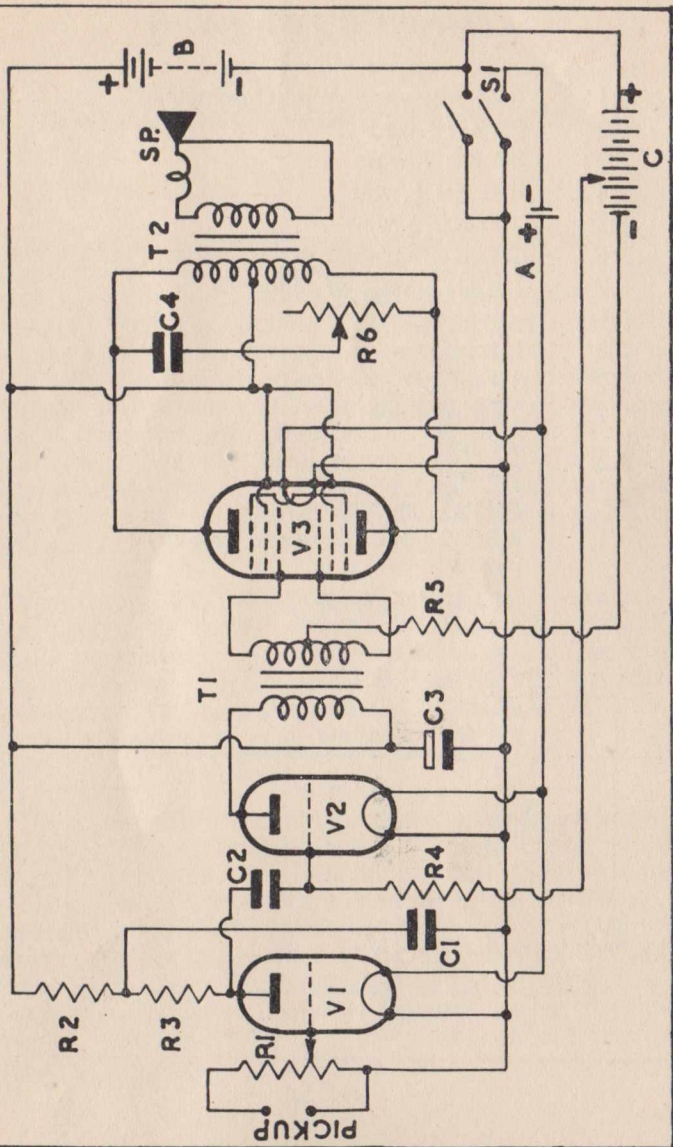 PICKUP
R1
R2
R3
V1
C1
C2
R4
V2
C3
T1
R5
V3
R6
C4
T2
SP.
+
B
-
S1
A
+
-
-
C
+